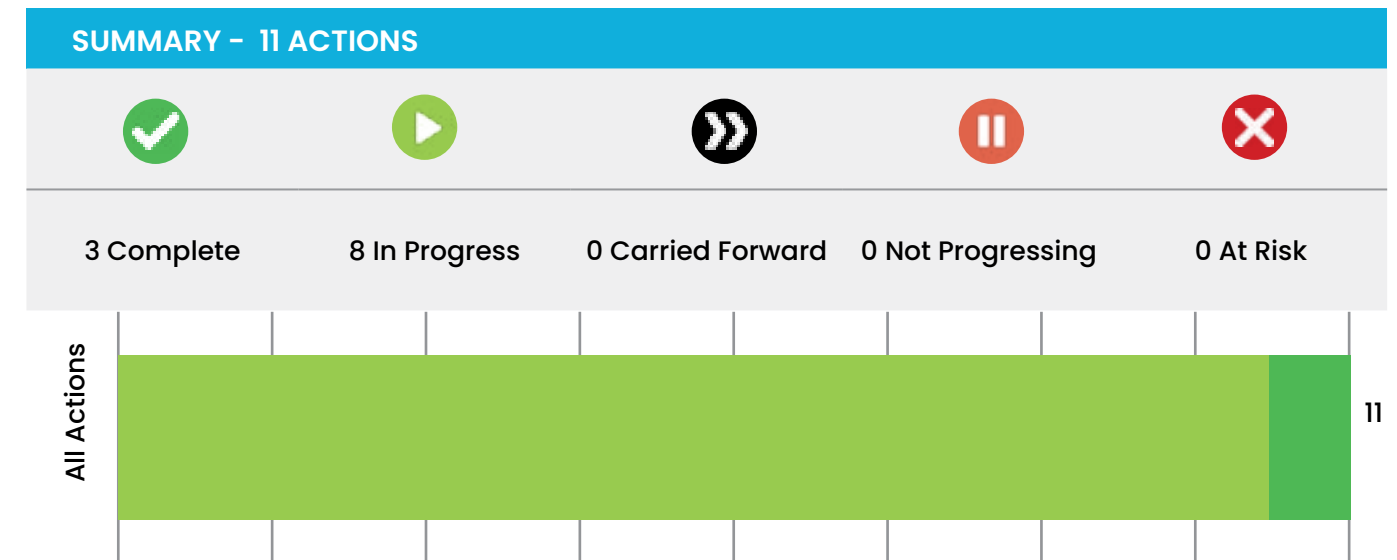 SUMMARY - 11 ACTIONS
3 Complete
8 In Progress
0 Carried Forward
0 Not Progressing
0 At Risk
All Actions
11